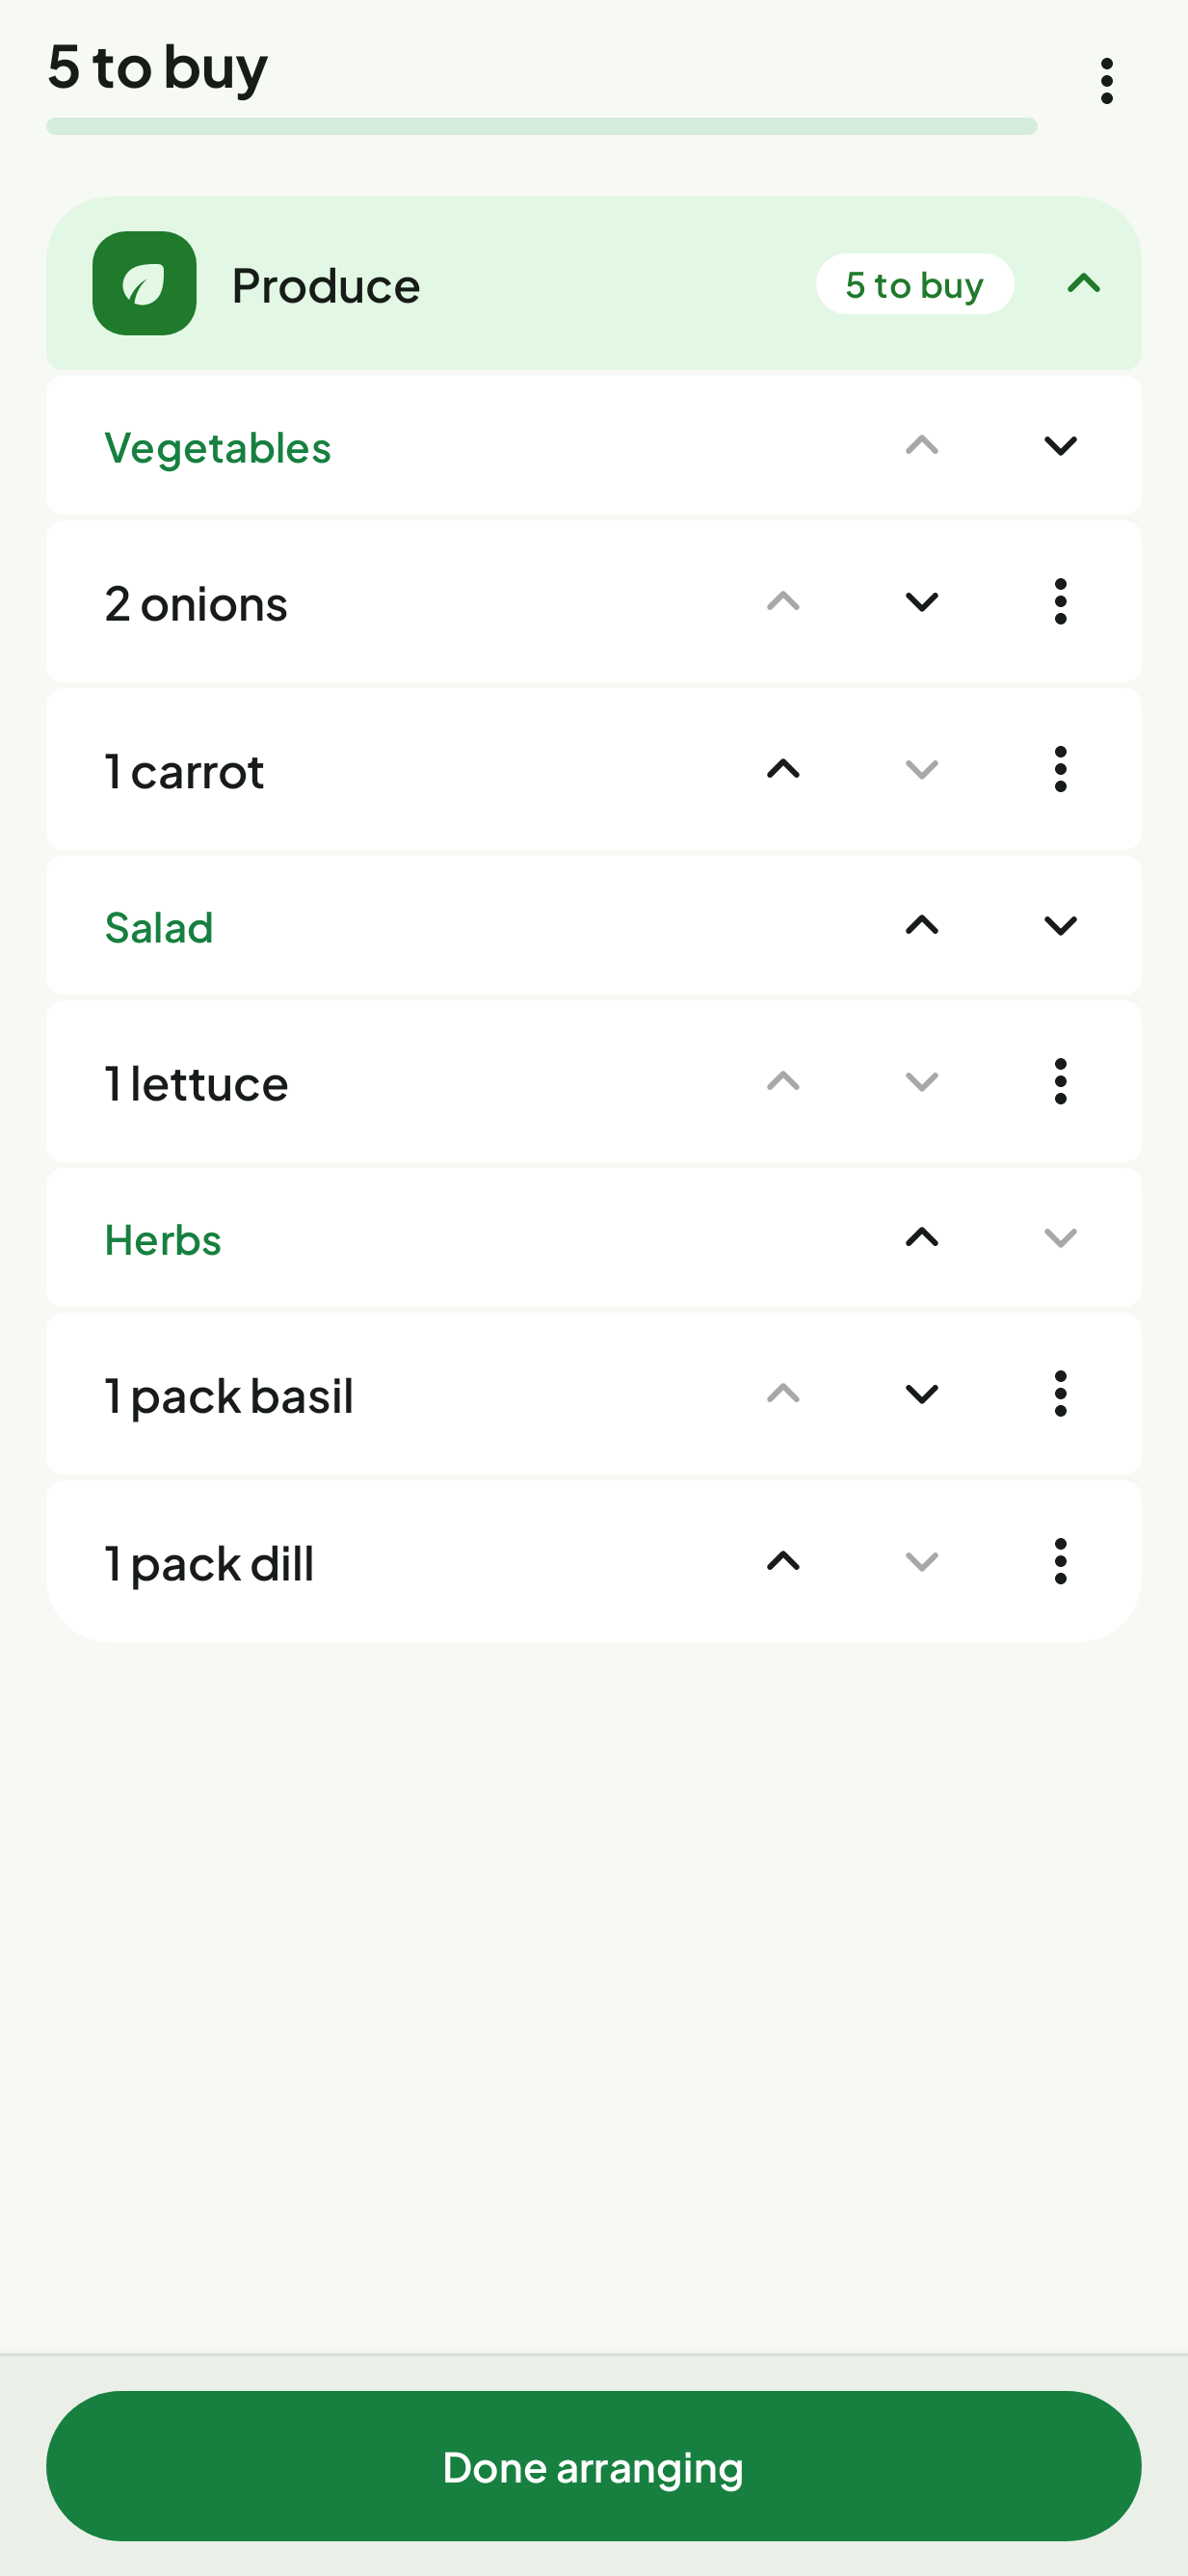 5 to buy
Produce
5 to buy
Vegetables
2 onions
1 carrot
Salad
1 lettuce
Herbs
1 pack basil
1 pack dill
Done arranging